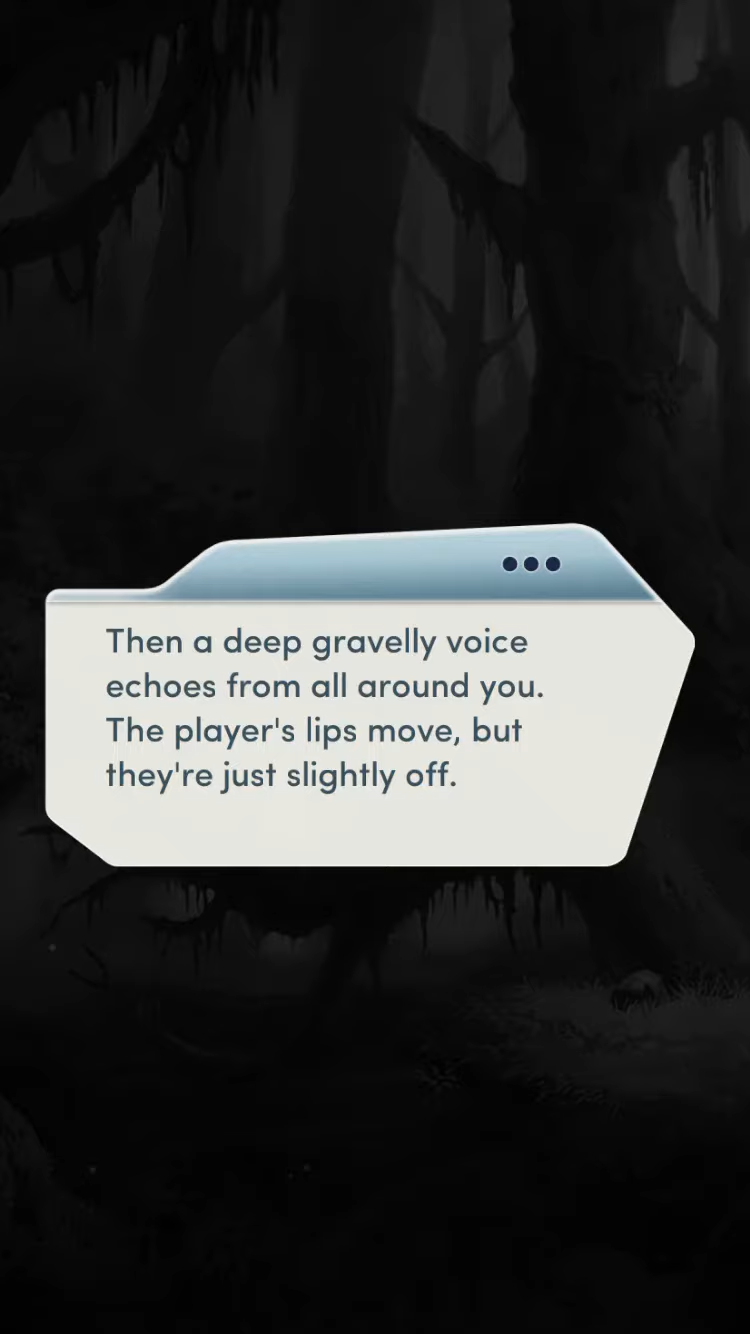 Then a deep gravelly voice
echoes from all around you.
The player's lips move, but
they're just slightly off.